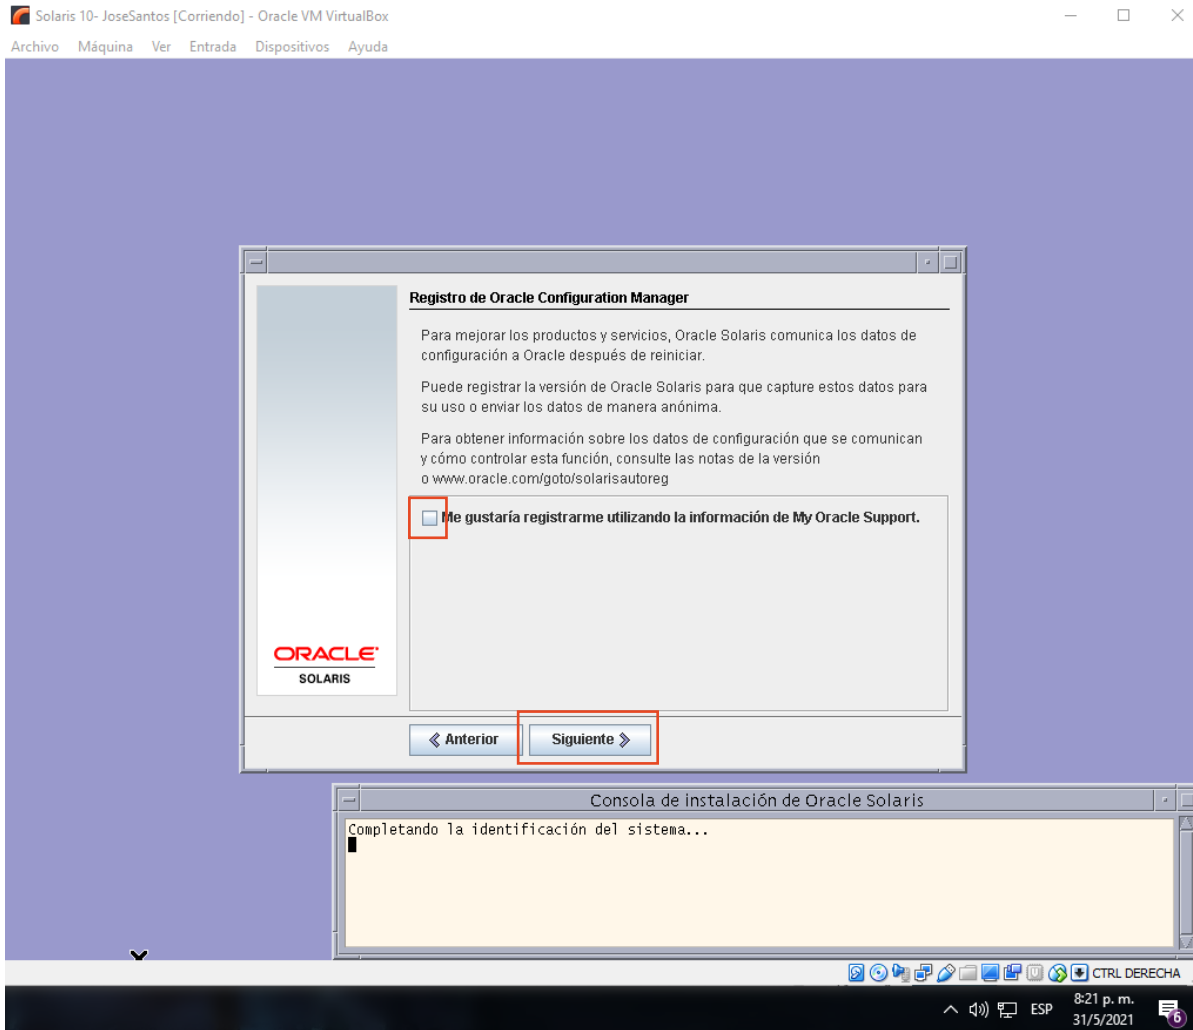 Solaris 10- JoseSantos [Corriendo] - Oracle VM VirtualBox
Archivo Máquina Ver Entrada Dispositivos Ayuda
Registro de Oracle Configuration Manager
Para mejorar los productos y servicios, Oracle Solaris comunica los datos de
configuración a Oracle después de reiniciar.
Puede registrar la versión de Oracle Solaris para que capture estos datos para
su uso o enviar los datos de manera anónima.
Para obtener información sobre los datos de configuración que se comunican
y cómo controlar esta función, consulte las notas de la versión
o www.oracle.com/goto/solarisautoreg
Me gustaría registrarme utilizando la información de My Oracle Support.
ORACLE
SOLARIS
Anterior Siguiente
Consola de instalación de Oracle Solaris
Completando la identificación del sistema...
CTRL DERECHA
ESP
8:21 p. m.
31/5/2021
6